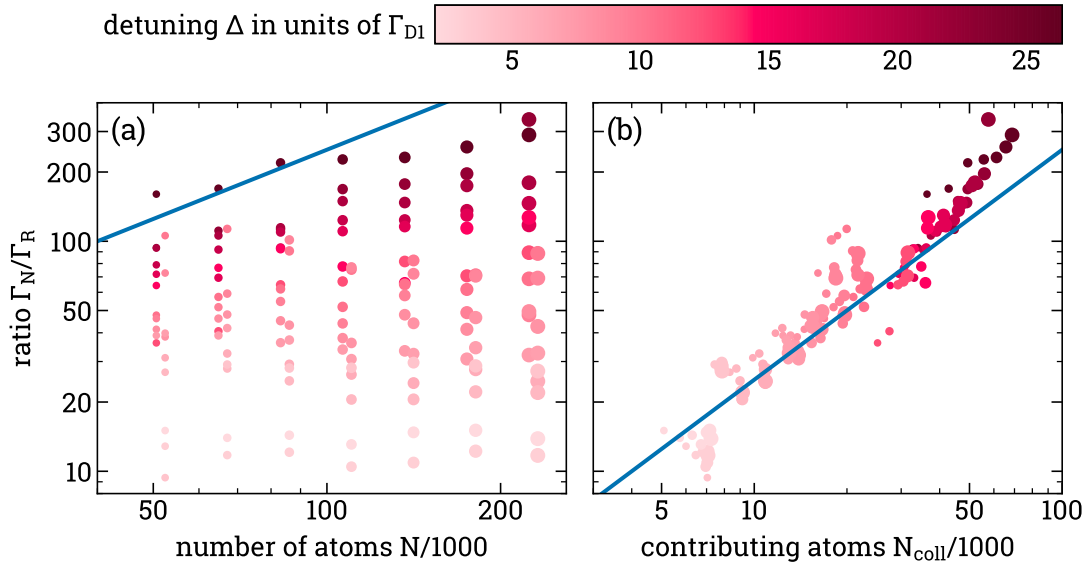 detuning Δ in units of Γ_D1
5 10 15 20 25
(a)
(b)
300
200
100
50
30
20
10
ratio Γ_N/Γ_R
50 100 200
5 10 50 100
number of atoms N/1000
contributing atoms N_coll/1000